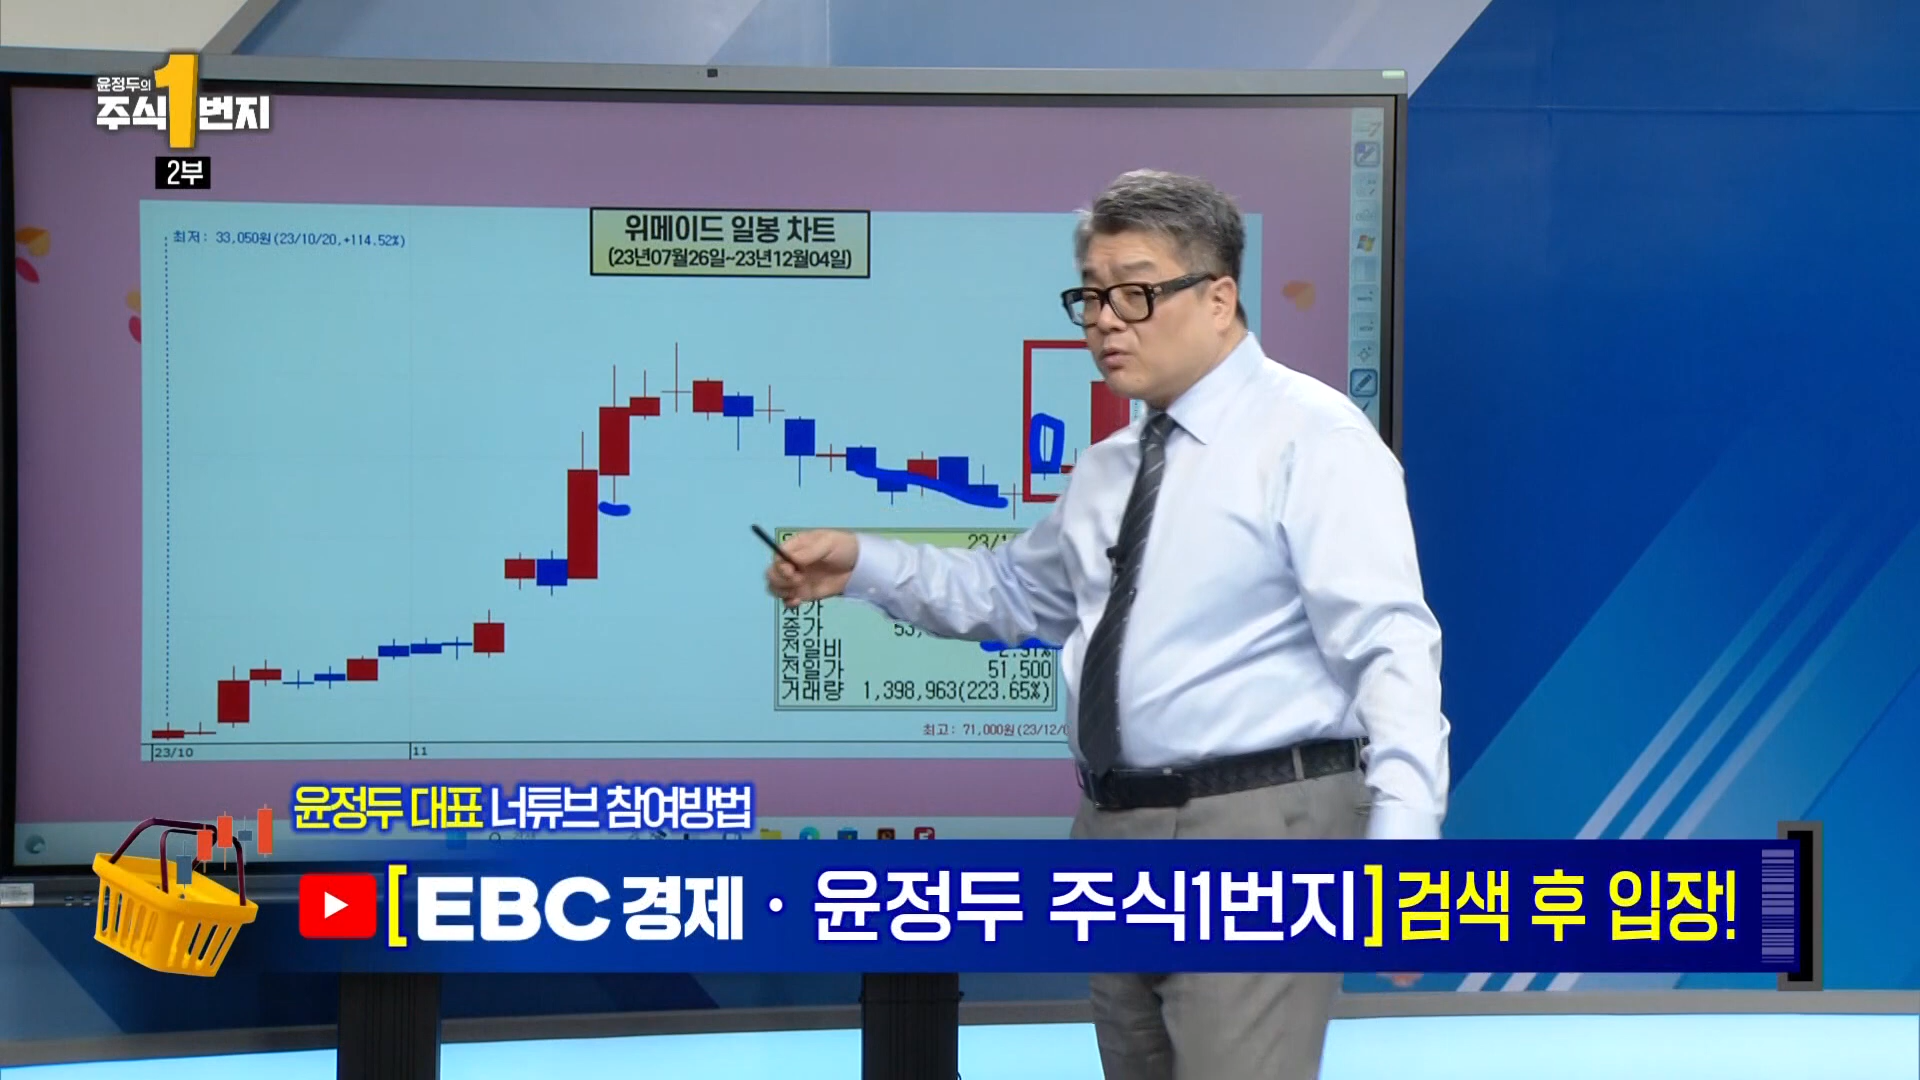 윤정두의
주식1번지
2부
최저: 33,050원(23/10/20,+114.52%)
위메이드 일봉 차트
(23년07월26일~23년12월04일)
종가
전일비 2.51%
전일가 51,500
거래량 1,398,963(223.65%)
최고: 71,000원(23/12/
23/10
11
윤정두 대표 너튜브 참여방법
[EBC경제 · 윤정두 주식1번지]검색 후 입장!